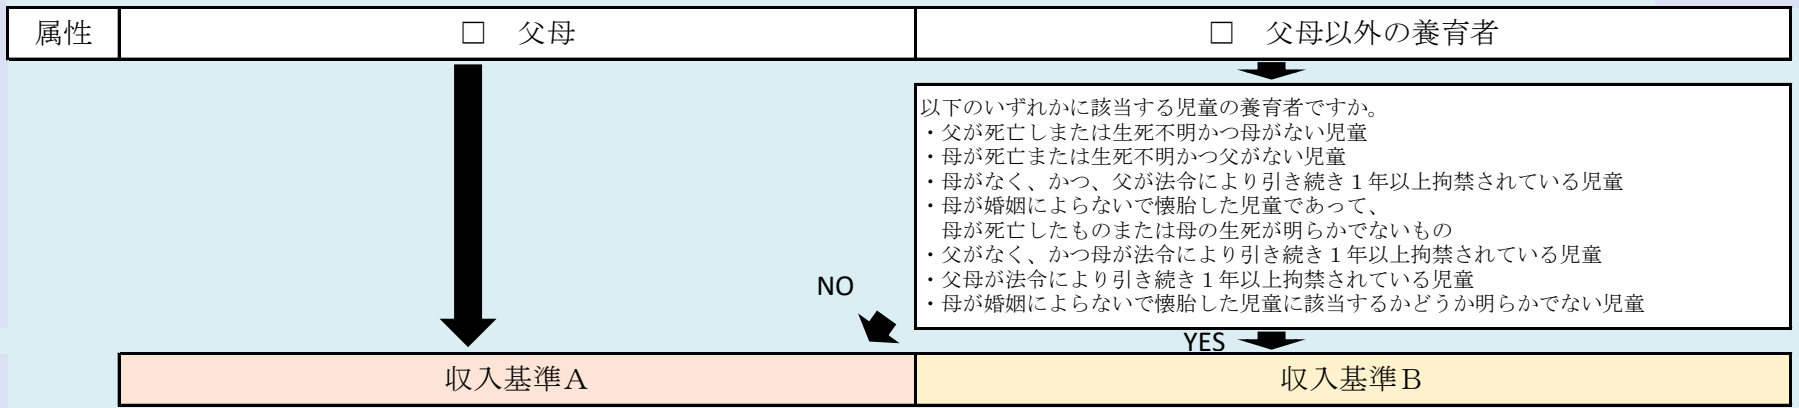 属性
□ 父母
□ 父母以外の養育者
以下のいずれかに該当する児童の養育者ですか。
・父が死亡しまたは生死不明かつ母がない児童
・母が死亡または生死不明かつ父がない児童
・母がなく、かつ、父が法令により引き続き１年以上拘禁されている児童
・母が婚姻によらないで懐胎した児童であって、
　母が死亡したものまたは母の生死が明らかでないもの
・父がなく、かつ母が法令により引き続き１年以上拘禁されている児童
・父母が法令により引き続き１年以上拘禁されている児童
・母が婚姻によらないで懐胎した児童に該当するかどうか明らかでない児童
NO
YES
収入基準Ａ
収入基準Ｂ